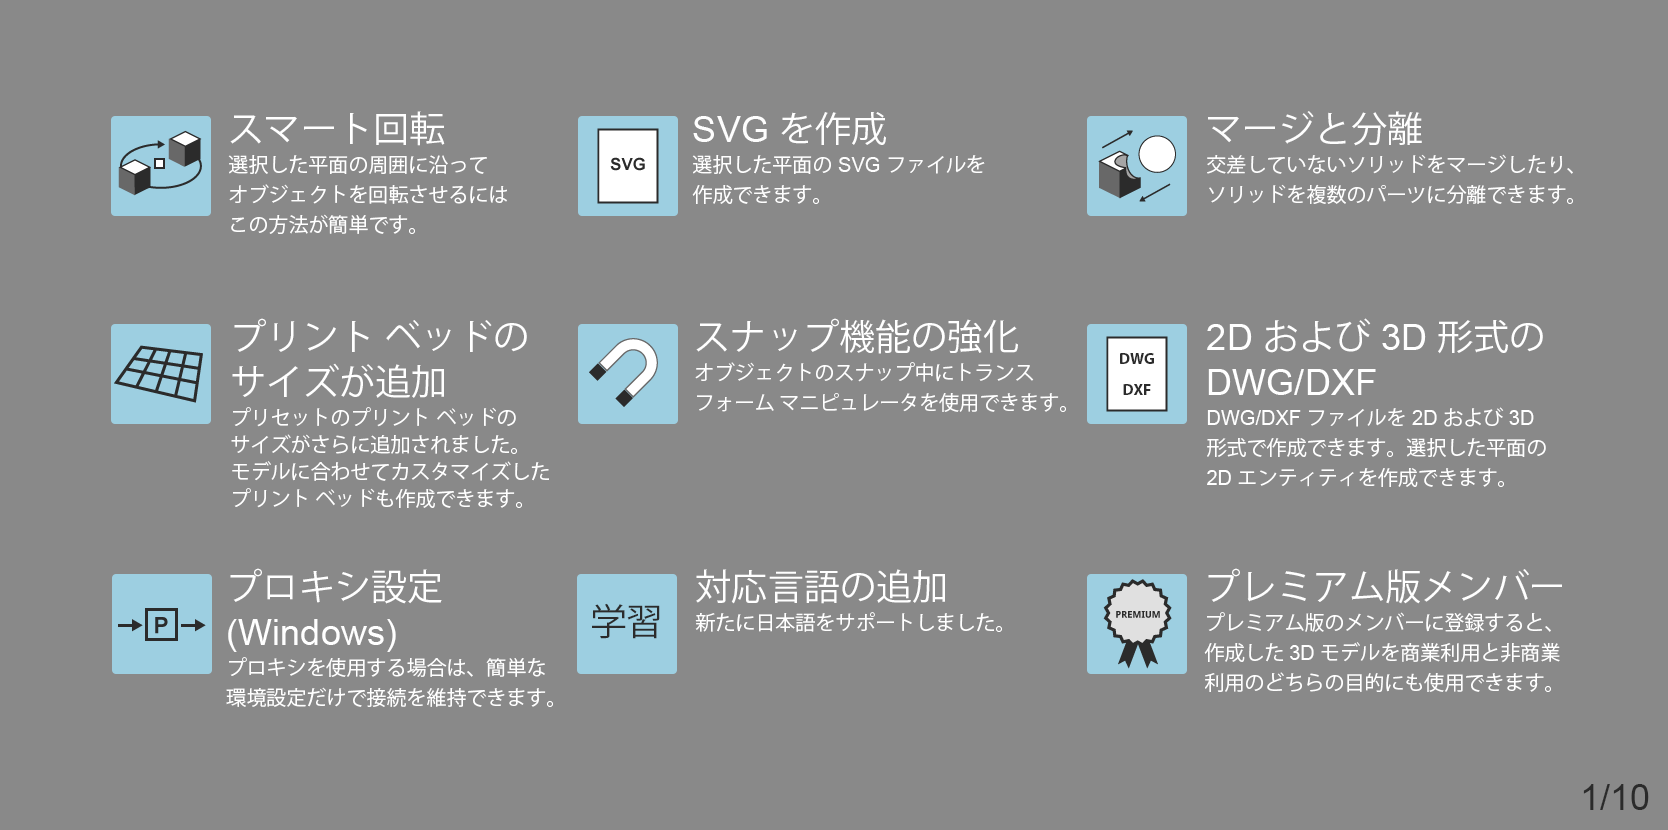 スマート回転
選択した平面の周囲に沿って
オブジェクトを回転させるには
この方法が簡単です。
SVG
SVG を作成
選択した平面の SVG ファイルを
作成できます。
マージと分離
交差していないソリッドをマージしたり、
ソリッドを複数のパーツに分離できます。
プリント ベッドの
サイズが追加
プリセットのプリント ベッドの
サイズがさらに追加されました。
モデルに合わせてカスタマイズした
プリント ベッドも作成できます。
スナップ機能の強化
オブジェクトのスナップ中にトランス
フォーム マニピュレータを使用できます。
DWG
DXF
2D および 3D 形式の
DWG/DXF
DWG/DXF ファイルを 2D および 3D
形式で作成できます。選択した平面の
2D エンティティを作成できます。
P
プロキシ設定
(Windows)
プロキシを使用する場合は、簡単な
環境設定だけで接続を維持できます。
学習
対応言語の追加
新たに日本語をサポートしました。
PREMIUM
プレミアム版メンバー
プレミアム版のメンバーに登録すると、
作成した 3D モデルを商業利用と非商業
利用のどちらの目的にも使用できます。
1/10